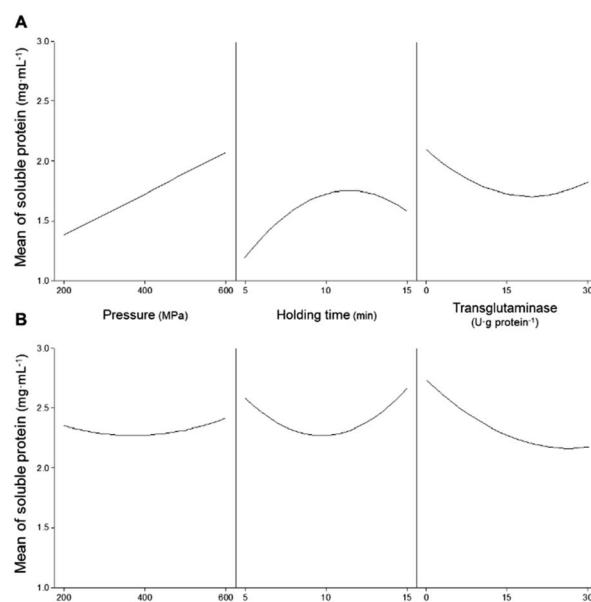 A
Mean of soluble protein (mg·mL⁻¹)
3.0
2.5
2.0
1.5
1.0
200 400 600 5 10 15 0 15 30
Pressure (MPa) Holding time (min) Transglutaminase
(U·g protein⁻¹)
B
Mean of soluble protein (mg·mL⁻¹)
3.0
2.5
2.0
1.5
1.0
200 400 600 5 10 15 0 15 30